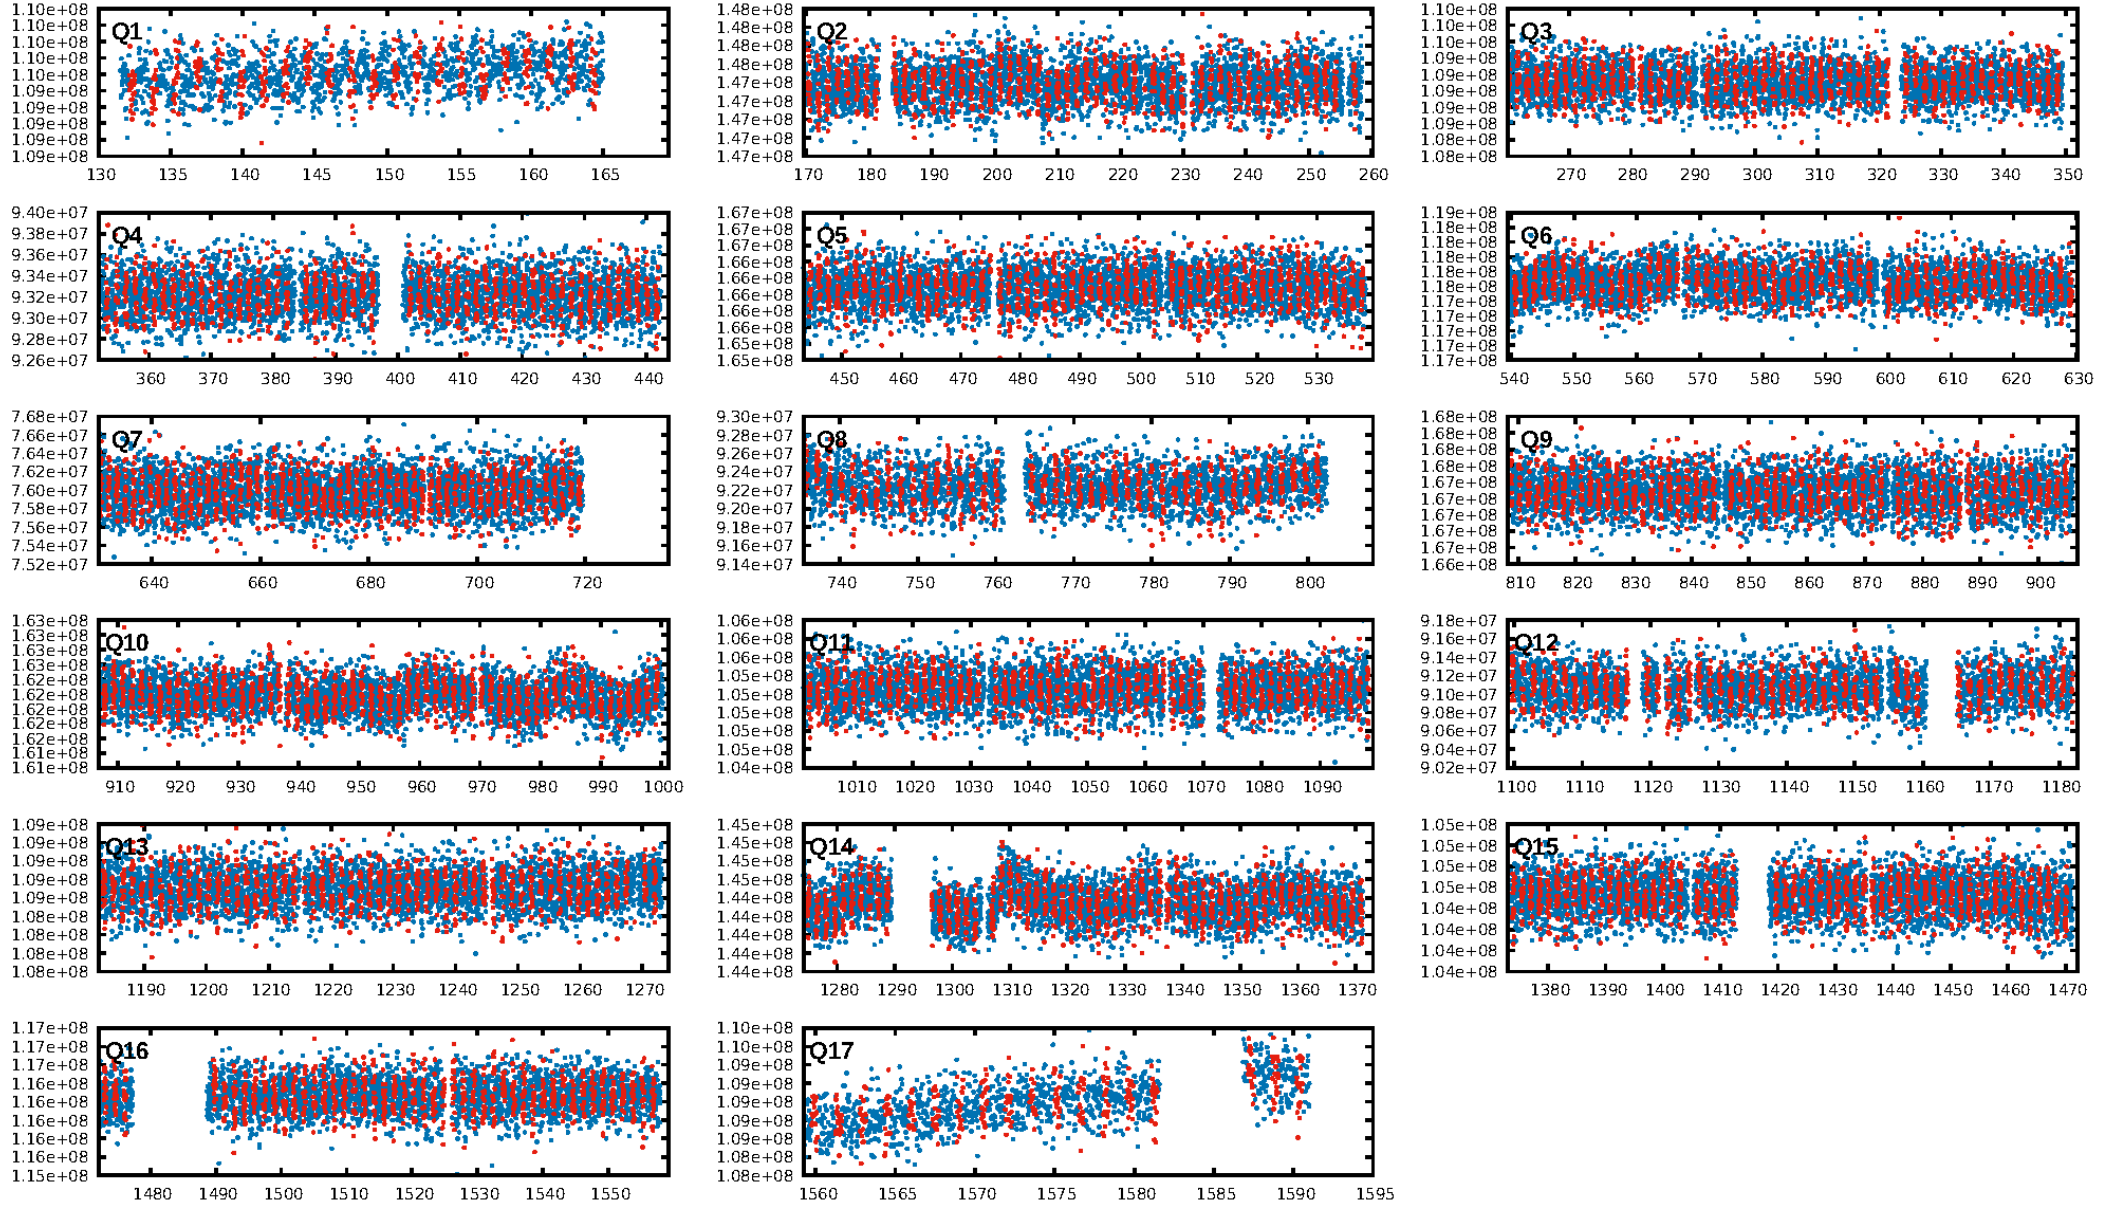 Q1
1.10e+08
1.10e+08
1.10e+08
1.10e+08
1.10e+08
1.09e+08
1.09e+08
1.09e+08
1.09e+08
1.09e+08
130 135 140 145 150 155 160 165
Q2
1.48e+08
1.48e+08
1.48e+08
1.48e+08
1.47e+08
1.47e+08
1.47e+08
1.47e+08
1.47e+08
170 180 190 200 210 220 230 240 250 260
Q3
1.10e+08
1.10e+08
1.10e+08
1.09e+08
1.09e+08
1.09e+08
1.09e+08
1.09e+08
1.09e+08
1.08e+08
270 280 290 300 310 320 330 340 350
Q4
9.40e+07
9.38e+07
9.36e+07
9.34e+07
9.32e+07
9.30e+07
9.28e+07
9.26e+07
360 370 380 390 400 410 420 430 440
Q5
1.67e+08
1.67e+08
1.67e+08
1.66e+08
1.66e+08
1.66e+08
1.66e+08
1.66e+08
1.65e+08
1.65e+08
450 460 470 480 490 500 510 520 530
Q6
1.19e+08
1.18e+08
1.18e+08
1.18e+08
1.18e+08
1.18e+08
1.17e+08
1.17e+08
1.17e+08
1.17e+08
1.17e+08
540 550 560 570 580 590 600 610 620 630
Q7
7.68e+07
7.66e+07
7.64e+07
7.62e+07
7.60e+07
7.58e+07
7.56e+07
7.54e+07
7.52e+07
640 660 680 700 720
Q8
9.30e+07
9.28e+07
9.26e+07
9.24e+07
9.22e+07
9.20e+07
9.18e+07
9.16e+07
9.14e+07
740 750 760 770 780 790 800
Q9
1.68e+08
1.68e+08
1.68e+08
1.68e+08
1.67e+08
1.67e+08
1.67e+08
1.67e+08
1.66e+08
810 820 830 840 850 860 870 880 890 900
Q10
1.63e+08
1.63e+08
1.63e+08
1.63e+08
1.62e+08
1.62e+08
1.62e+08
1.62e+08
1.62e+08
1.61e+08
1.61e+08
910 920 930 940 950 960 970 980 990 1000
Q11
1.06e+08
1.06e+08
1.06e+08
1.05e+08
1.05e+08
1.05e+08
1.05e+08
1.05e+08
1.04e+08
1010 1020 1030 1040 1050 1060 1070 1080 1090
Q12
9.18e+07
9.16e+07
9.14e+07
9.12e+07
9.10e+07
9.08e+07
9.06e+07
9.04e+07
9.02e+07
1100 1110 1120 1130 1140 1150 1160 1170 1180
Q13
1.09e+08
1.09e+08
1.09e+08
1.09e+08
1.09e+08
1.08e+08
1.08e+08
1.08e+08
1.08e+08
1190 1200 1210 1220 1230 1240 1250 1260 1270
Q14
1.45e+08
1.45e+08
1.45e+08
1.45e+08
1.44e+08
1.44e+08
1.44e+08
1.44e+08
1.44e+08
1280 1290 1300 1310 1320 1330 1340 1350 1360 1370
Q15
1.05e+08
1.05e+08
1.05e+08
1.05e+08
1.04e+08
1.04e+08
1.04e+08
1.04e+08
1380 1390 1400 1410 1420 1430 1440 1450 1460 1470
Q16
1.17e+08
1.17e+08
1.17e+08
1.16e+08
1.16e+08
1.16e+08
1.16e+08
1.16e+08
1.15e+08
1480 1490 1500 1510 1520 1530 1540 1550
Q17
1.10e+08
1.10e+08
1.09e+08
1.09e+08
1.09e+08
1.09e+08
1.09e+08
1.08e+08
1.08e+08
1560 1565 1570 1575 1580 1585 1590 1595